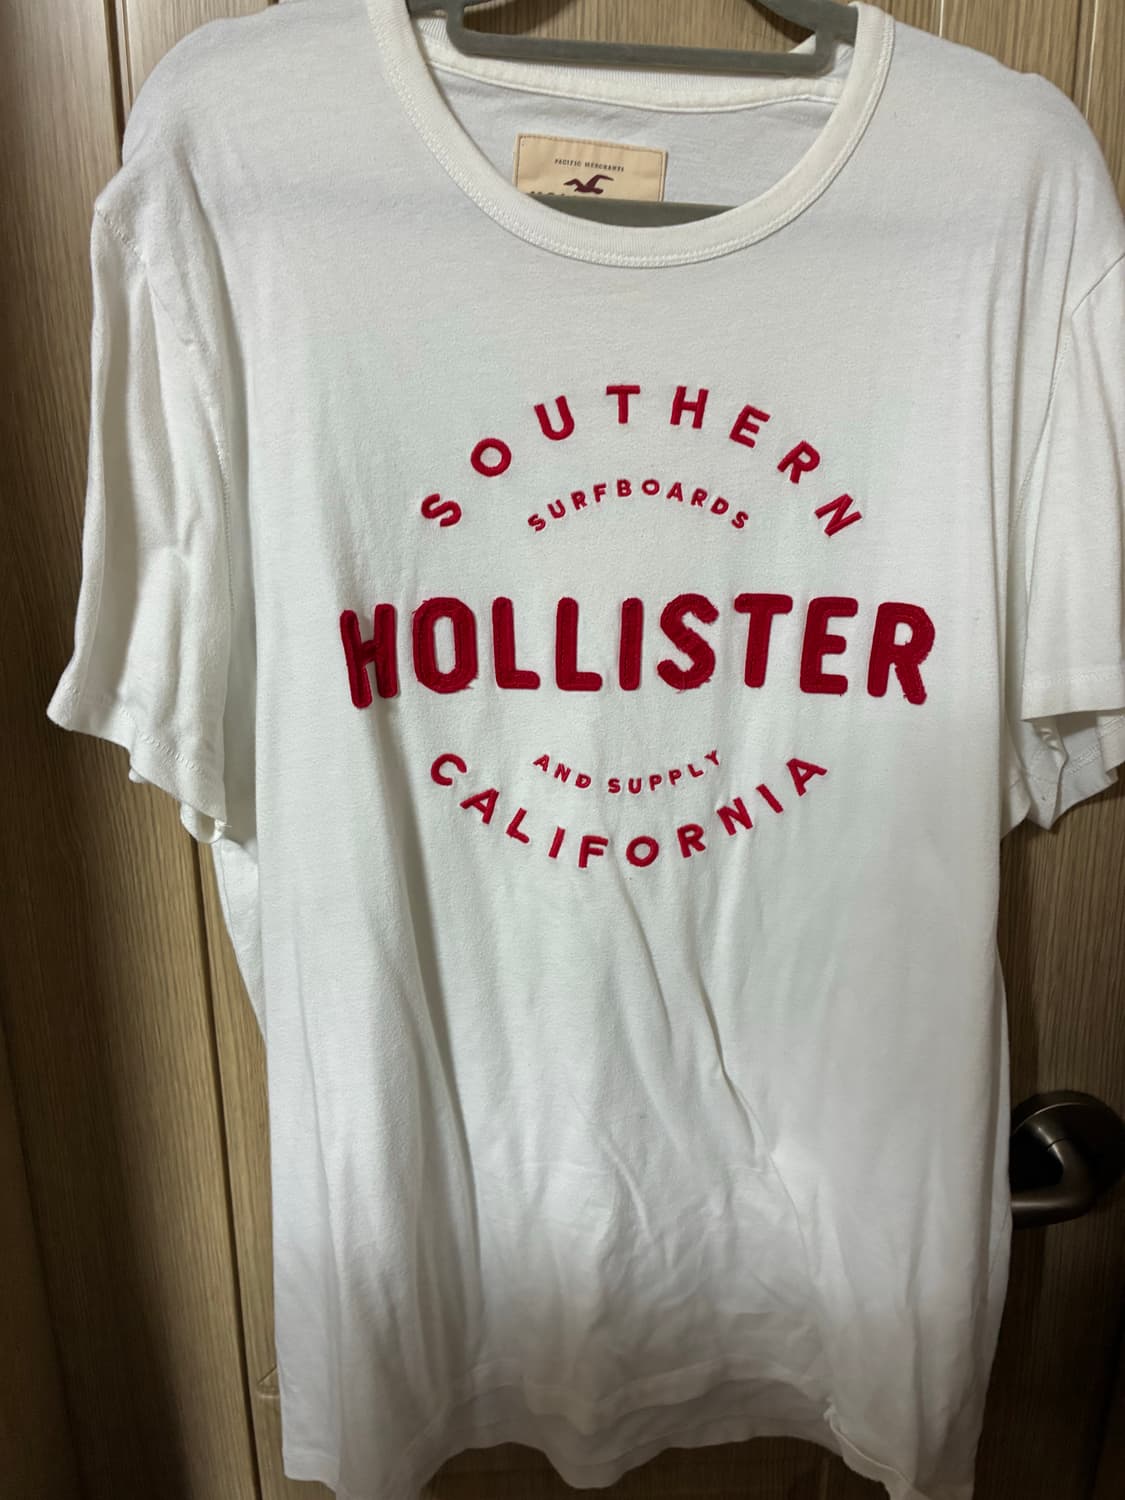 PACIFIC MERCHANTS
SOUTHERN
SURFBOARDS
HOLLISTER
AND SUPPLY
CALIFORNIA